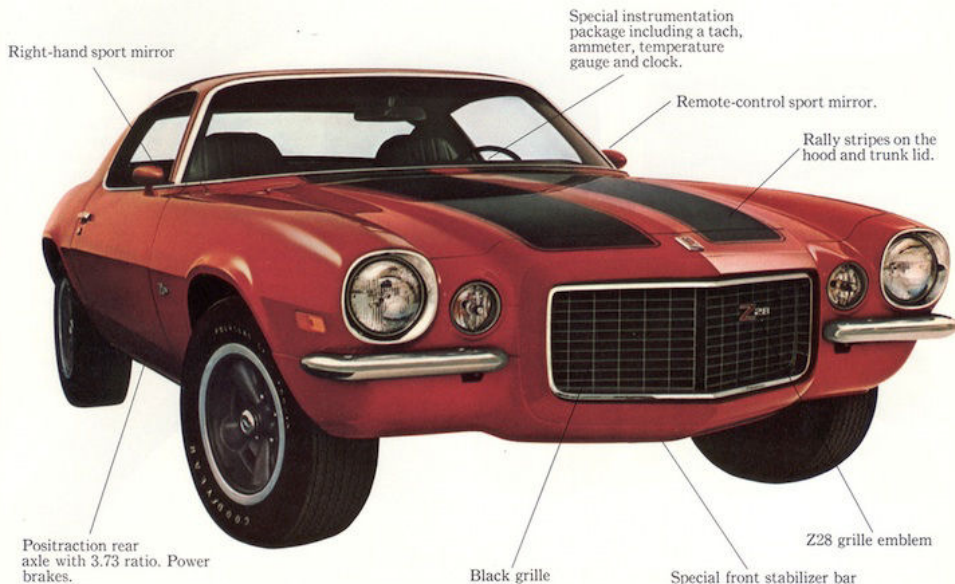 Special instrumentation
package including a tach,
ammeter, temperature
gauge and clock.
Right-hand sport mirror
Remote-control sport mirror.
Rally stripes on the
hood and trunk lid.
Z28
GOODYEAR
Positraction rear
axle with 3.73 ratio. Power
brakes.
Black grille
Special front stabilizer bar
Z28 grille emblem